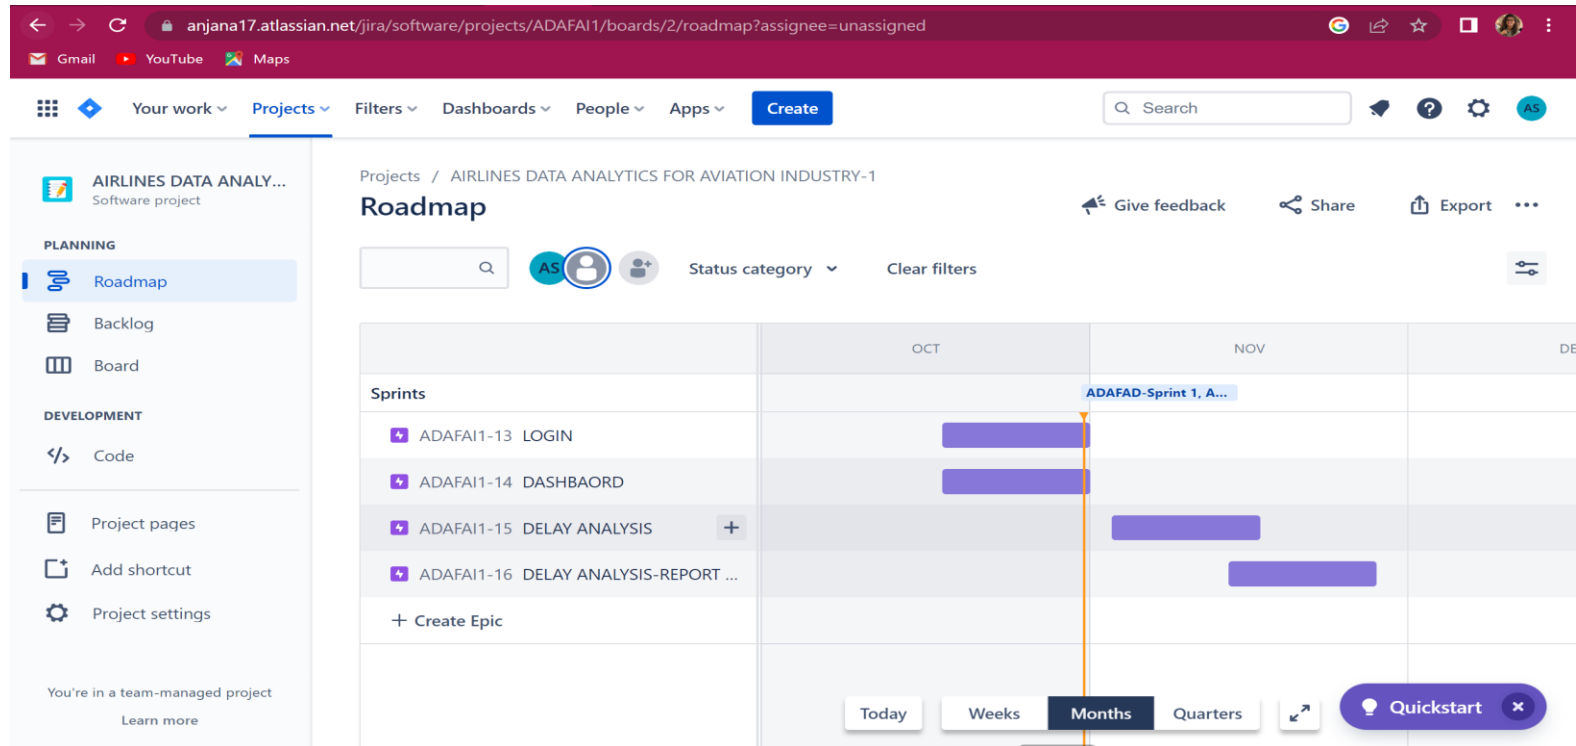 anjana17.atlassian.net/jira/software/projects/ADAFAI1/boards/2/roadmap?assignee=unassigned
Gmail YouTube Maps
Your work Projects Filters Dashboards People Apps Create Search AS
AIRLINES DATA ANALY...
Software project
PLANNING
Roadmap
Backlog
Board
DEVELOPMENT
Code
Project pages
Add shortcut
Project settings
You're in a team-managed project
Learn more
Projects / AIRLINES DATA ANALYTICS FOR AVIATION INDUSTRY-1
Roadmap
Give feedback Share Export
AS Status category Clear filters
OCT NOV DE
Sprints ADAFAD-Sprint 1, A...
ADAFAI1-13 LOGIN
ADAFAI1-14 DASHBAORD
ADAFAI1-15 DELAY ANALYSIS
ADAFAI1-16 DELAY ANALYSIS-REPORT ...
+ Create Epic
Today Weeks Months Quarters Quickstart